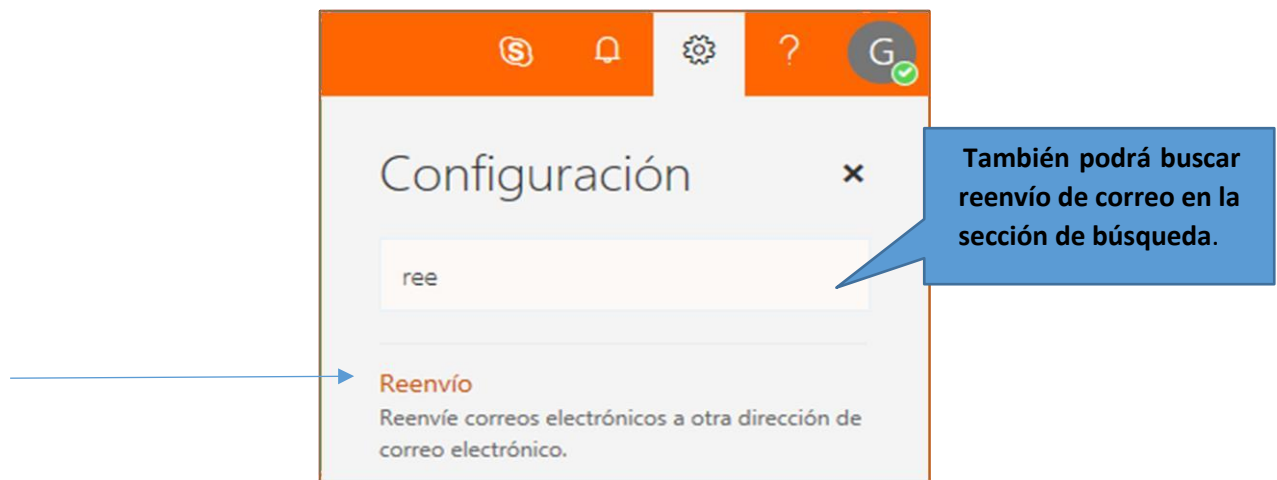 G
Configuración
También podrá buscar
reenvío de correo en la
sección de búsqueda.
ree
Reenvío
Reenvíe correos electrónicos a otra dirección de
correo electrónico.